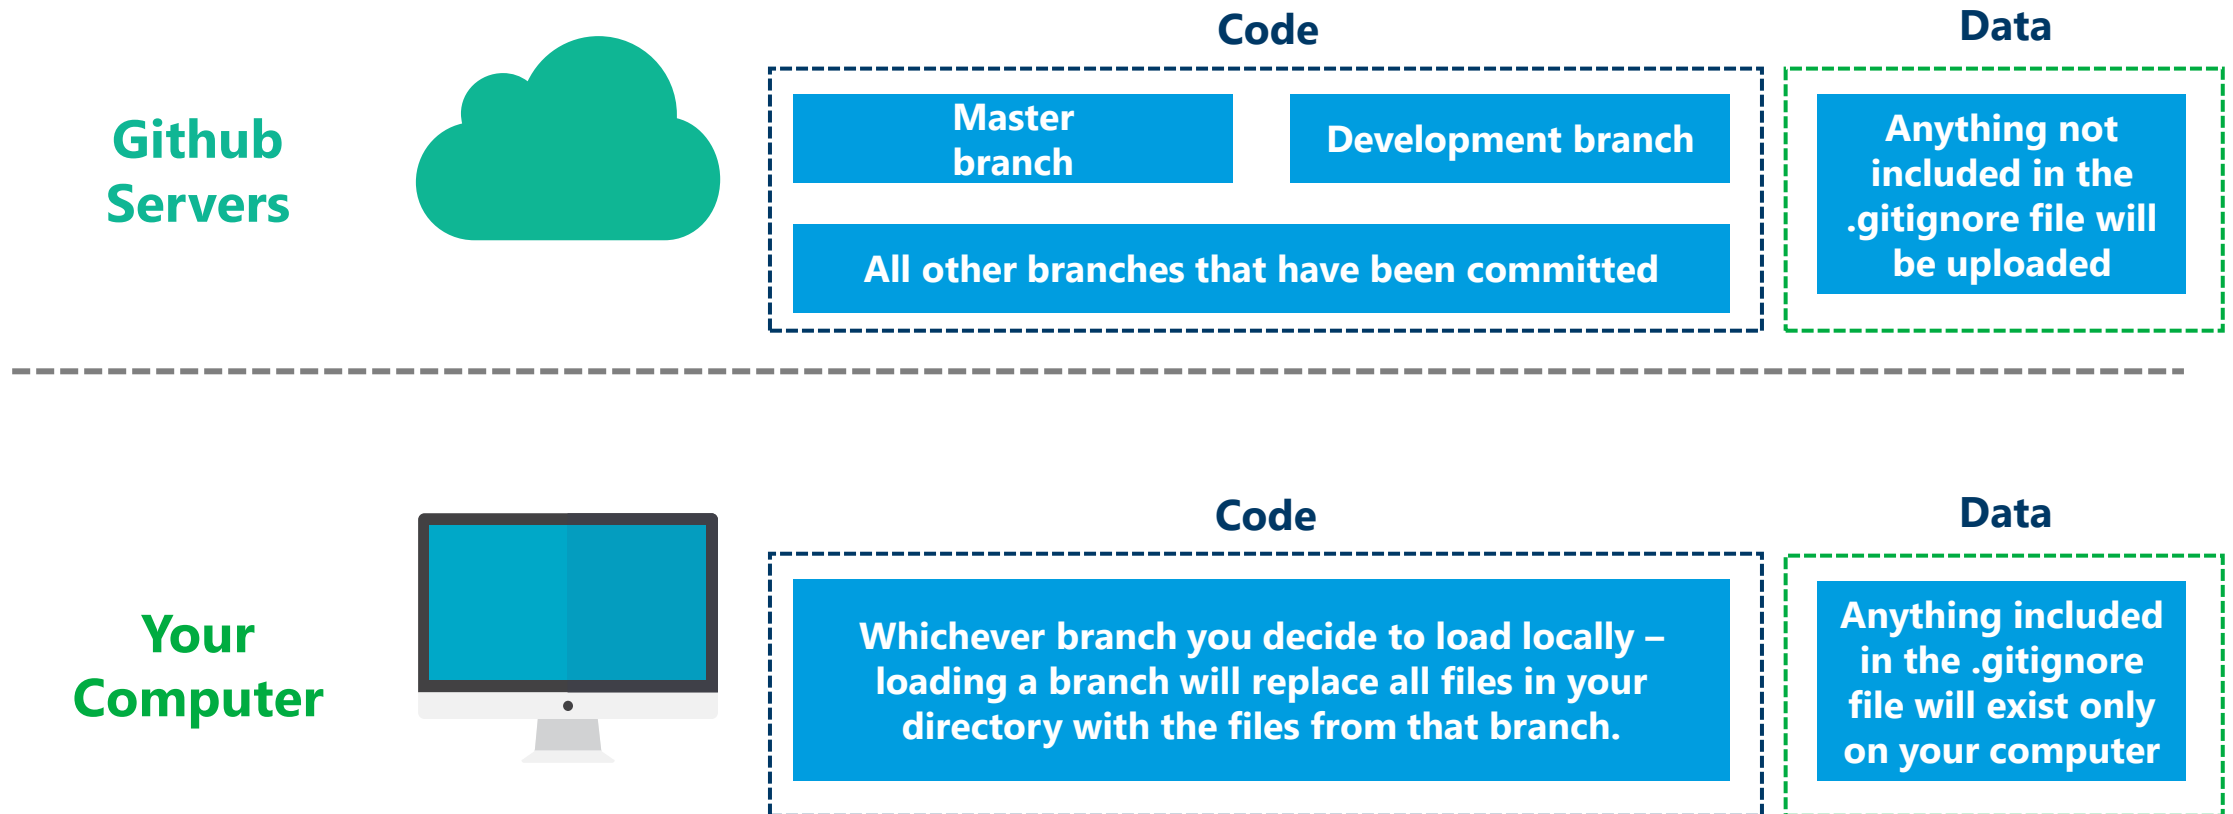 Github
Servers
Code
Master
branch
Development branch
All other branches that have been committed
Data
Anything not
included in the
.gitignore file will
be uploaded
Your
Computer
Code
Whichever branch you decide to load locally –
loading a branch will replace all files in your
directory with the files from that branch.
Data
Anything included
in the .gitignore
file will exist only
on your computer